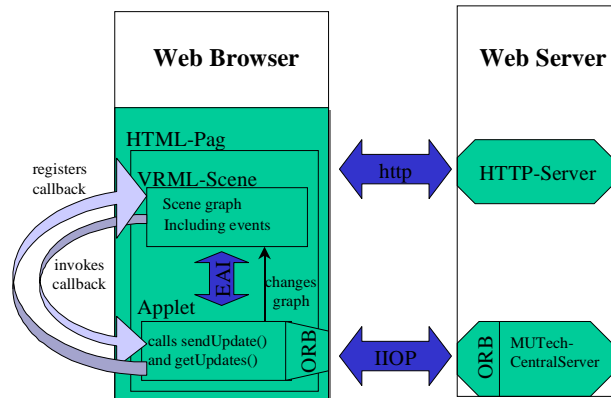 Web Browser
Web Server
HTML-Pag
VRML-Scene
registers
callback
Scene graph
Including events
http
HTTP-Server
invokes
callback
EAI
changes
graph
Applet
calls sendUpdate()
and getUpdates()
ORB
IIOP
ORB
MUTech-
CentralServer